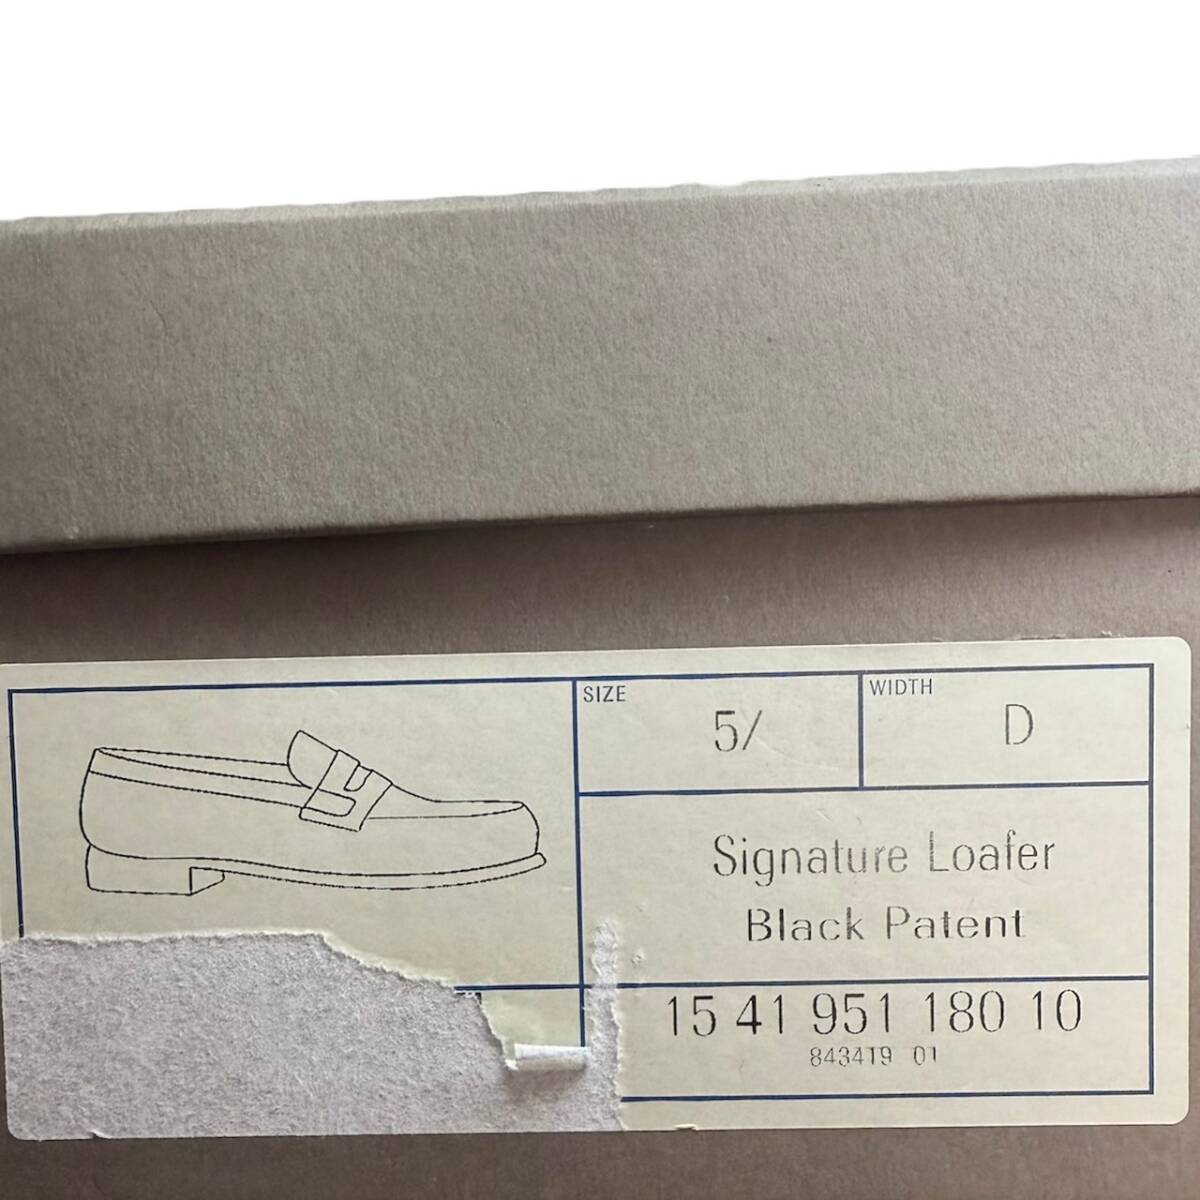 SIZE
5/
WIDTH
D
Signature Loafer
Black Patent
15 41 951 180 10
843419 01